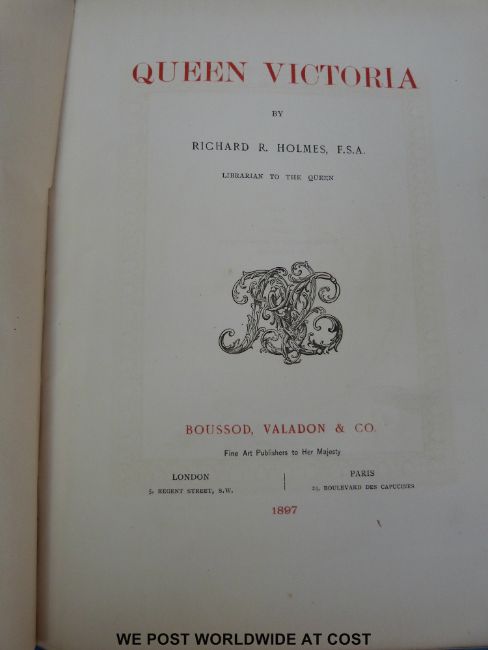 QUEEN VICTORIA
BY
RICHARD R. HOLMES, F.S.A.
LIBRARIAN TO THE QUEEN
BOUSSOD, VALADON & CO.
Fine Art Publishers to Her Majesty
LONDON
5, REGENT STREET, S.W.
PARIS
24, BOULEVARD DES CAPUCINES
1897
WE POST WORLDWIDE AT COST